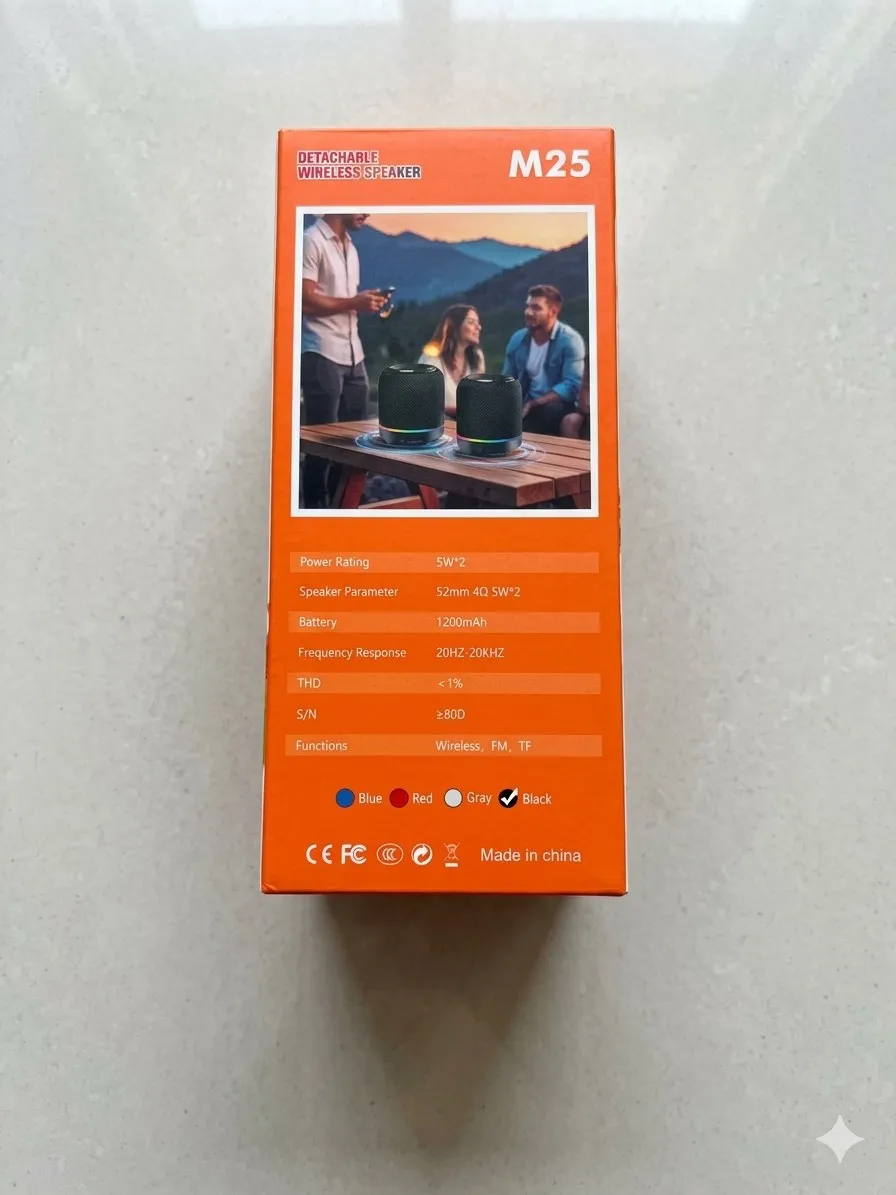 DETACHABLE
WIRELESS SPEAKER
M25
Power Rating 5W*2
Speaker Parameter 52mm 4Ω 5W*2
Battery 1200mAh
Frequency Response 20HZ-20KHZ
THD <1%
S/N ≥80D
Functions Wireless, FM, TF
Blue Red Gray Black
CE FC CCC Made in china